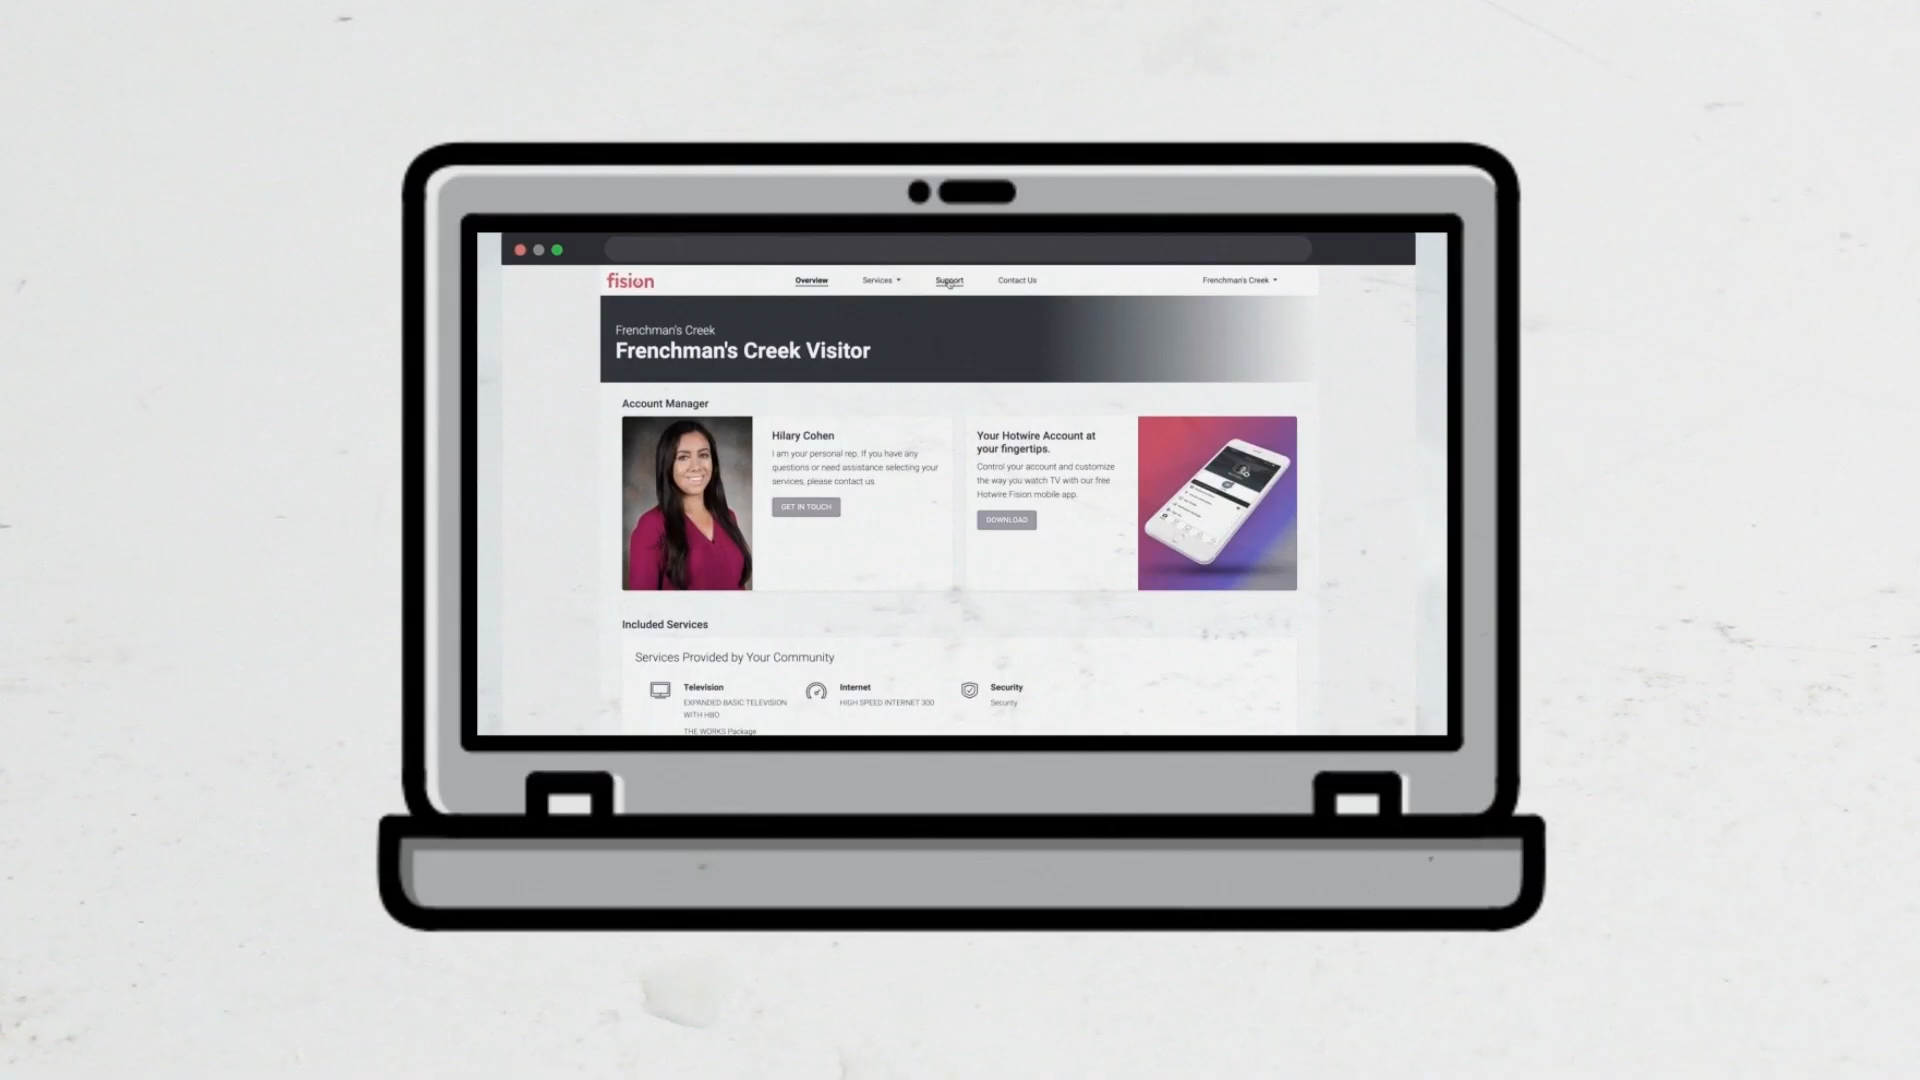 fision
Overview
Services
Support
Contact Us
Frenchman's Creek
Frenchman's Creek
Frenchman's Creek Visitor
Account Manager
Hilary Cohen
I am your personal rep. If you have any
questions or need assistance selecting your
services, please contact us.
GET IN TOUCH
Your Hotwire Account at
your fingertips.
Control your account and customize
the way you watch TV with our free
Hotwire Fision mobile app.
DOWNLOAD
Included Services
Services Provided by Your Community
Television
EXPANDED BASIC TELEVISION
WITH HBO
THE WORKS Package
Internet
HIGH SPEED INTERNET 300
Security
Security